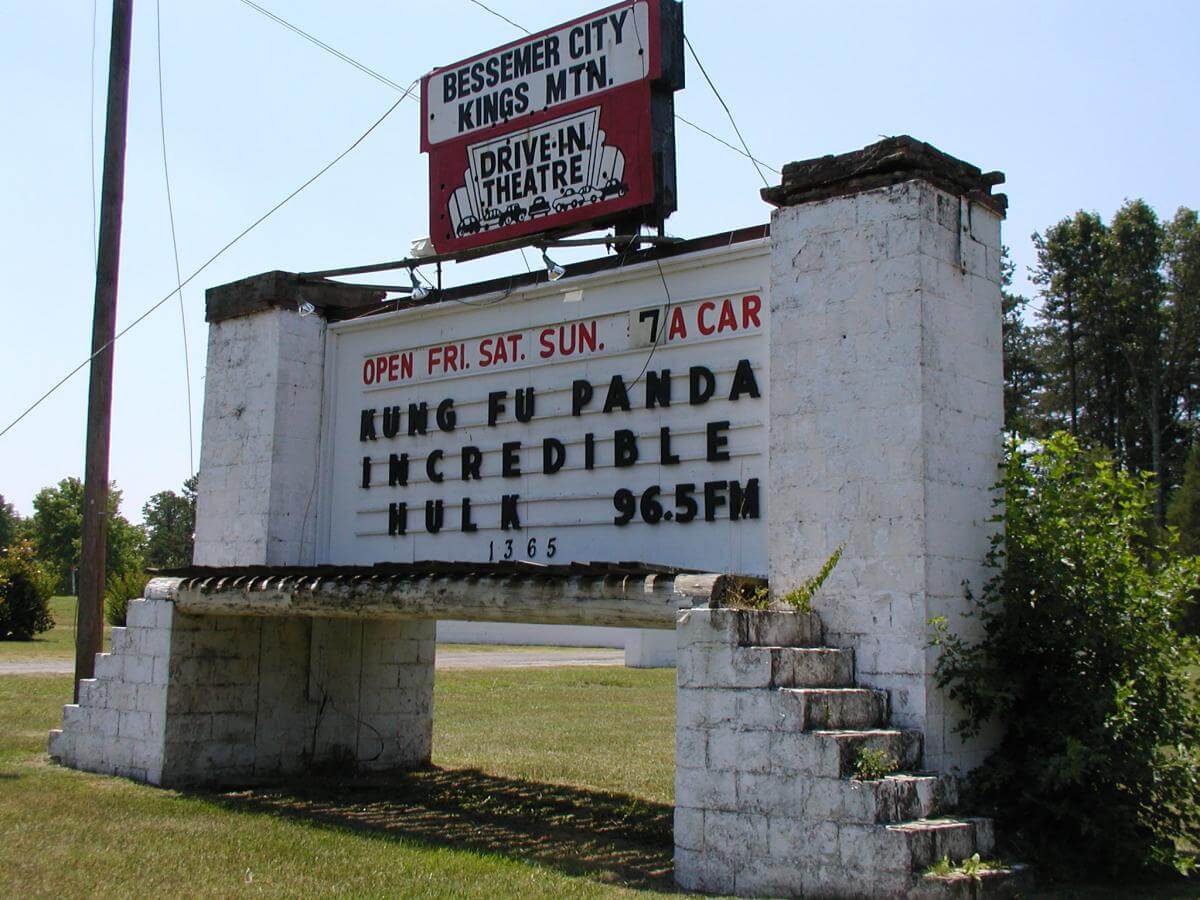 BESSEMER CITY
KINGS MTN.
DRIVE-IN
THEATRE
OPEN FRI. SAT. SUN. 7 A CAR
KUNG FU PANDA
INCREDIBLE
HULK 96.5FM
1365